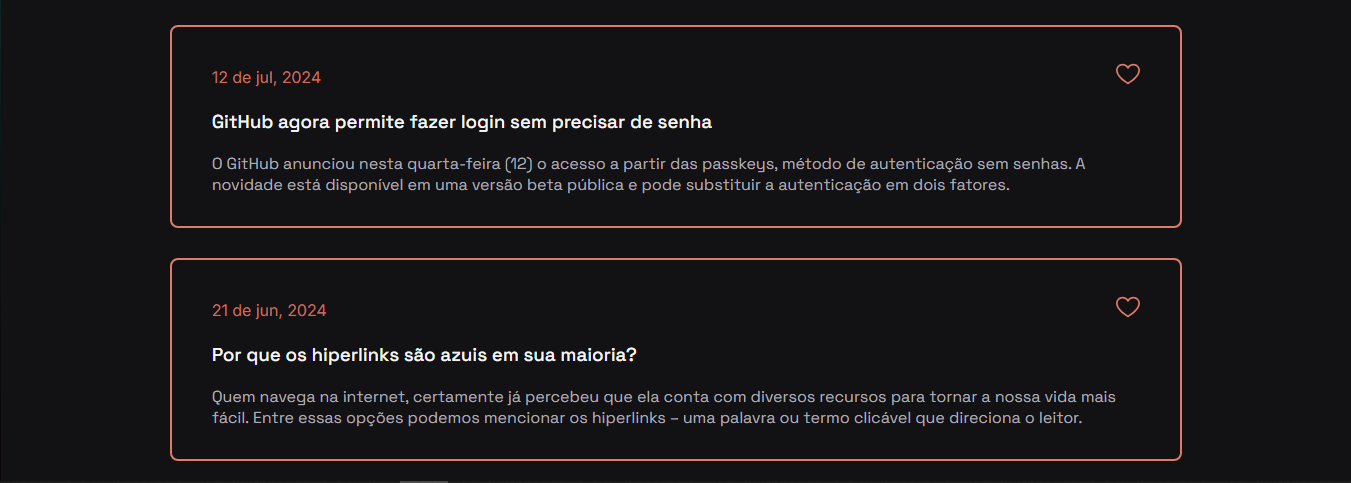 12 de jul, 2024
GitHub agora permite fazer login sem precisar de senha
O GitHub anunciou nesta quarta-feira (12) o acesso a partir das passkeys, método de autenticação sem senhas. A
novidade está disponível em uma versão beta pública e pode substituir a autenticação em dois fatores.
21 de jun, 2024
Por que os hiperlinks são azuis em sua maioria?
Quem navega na internet, certamente já percebeu que ela conta com diversos recursos para tornar a nossa vida mais
fácil. Entre essas opções podemos mencionar os hiperlinks – uma palavra ou termo clicável que direciona o leitor.